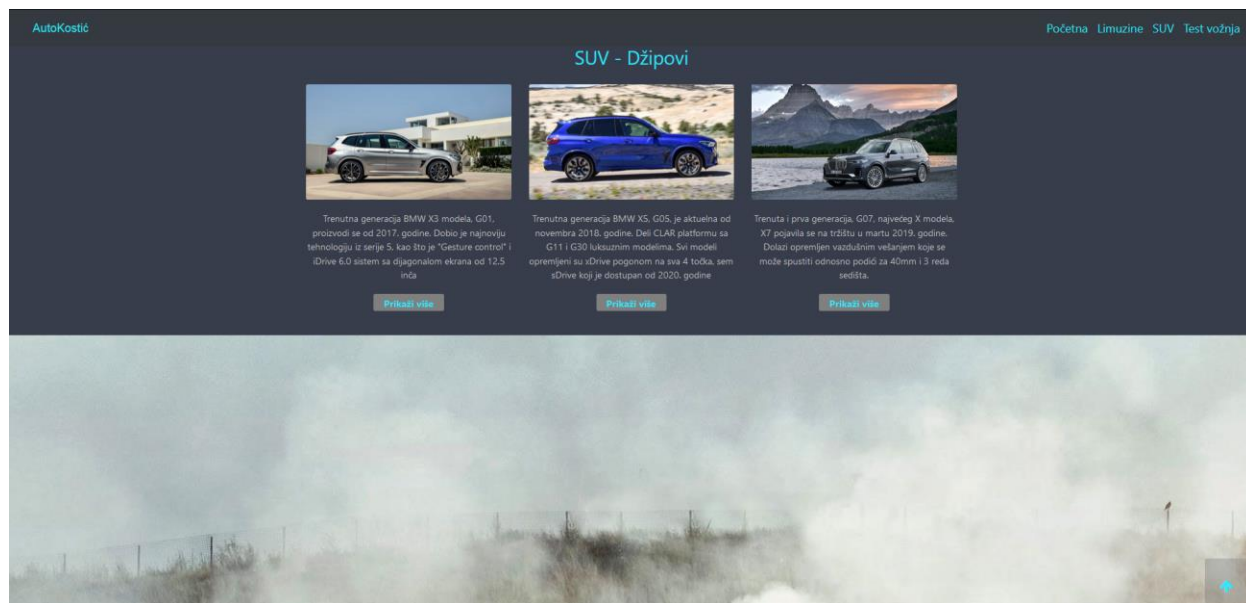 AutoKostić
Početna Limuzine SUV Test vožnja
SUV - Džipovi
Trenutna generacija BMW X3 modela, G01,
proizvodi se od 2017. godine. Dobio je najnoviju
tehnologiju iz serije 5, kao što je "Gesture control" i
iDrive 6.0 sistem sa dijagonalom ekrana od 12.5
inča
Prikaži više
Trenutna generacija BMW X5, G05, je aktuelna od
novembra 2018. godine. Deli CLAR platformu sa
G11 i G30 luksuznim modelima. Svi modeli
opremljeni su xDrive pogonom na sva 4 točka, sem
sDrive koji je dostupan od 2020. godine
Prikaži više
Trenuta i prva generacija, G07, najvećeg X modela,
X7 pojavila se na tržištu u martu 2019. godine.
Dolazi opremljen vazdušnim vešanjem koje se
može spustiti odnosno podići za 40mm i 3 reda
sedišta.
Prikaži više